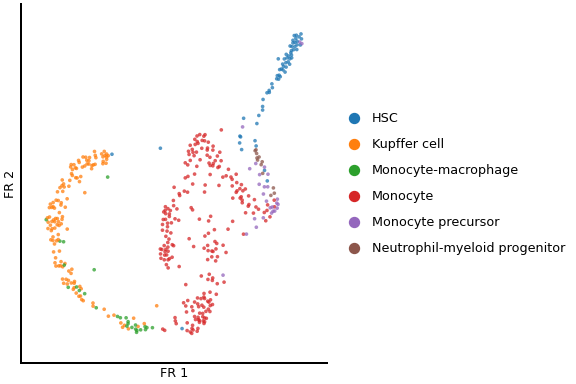 HSC
Kupffer cell
Monocyte-macrophage
Monocyte
Monocyte precursor
Neutrophil-myeloid progenitor
FR 2
FR 1